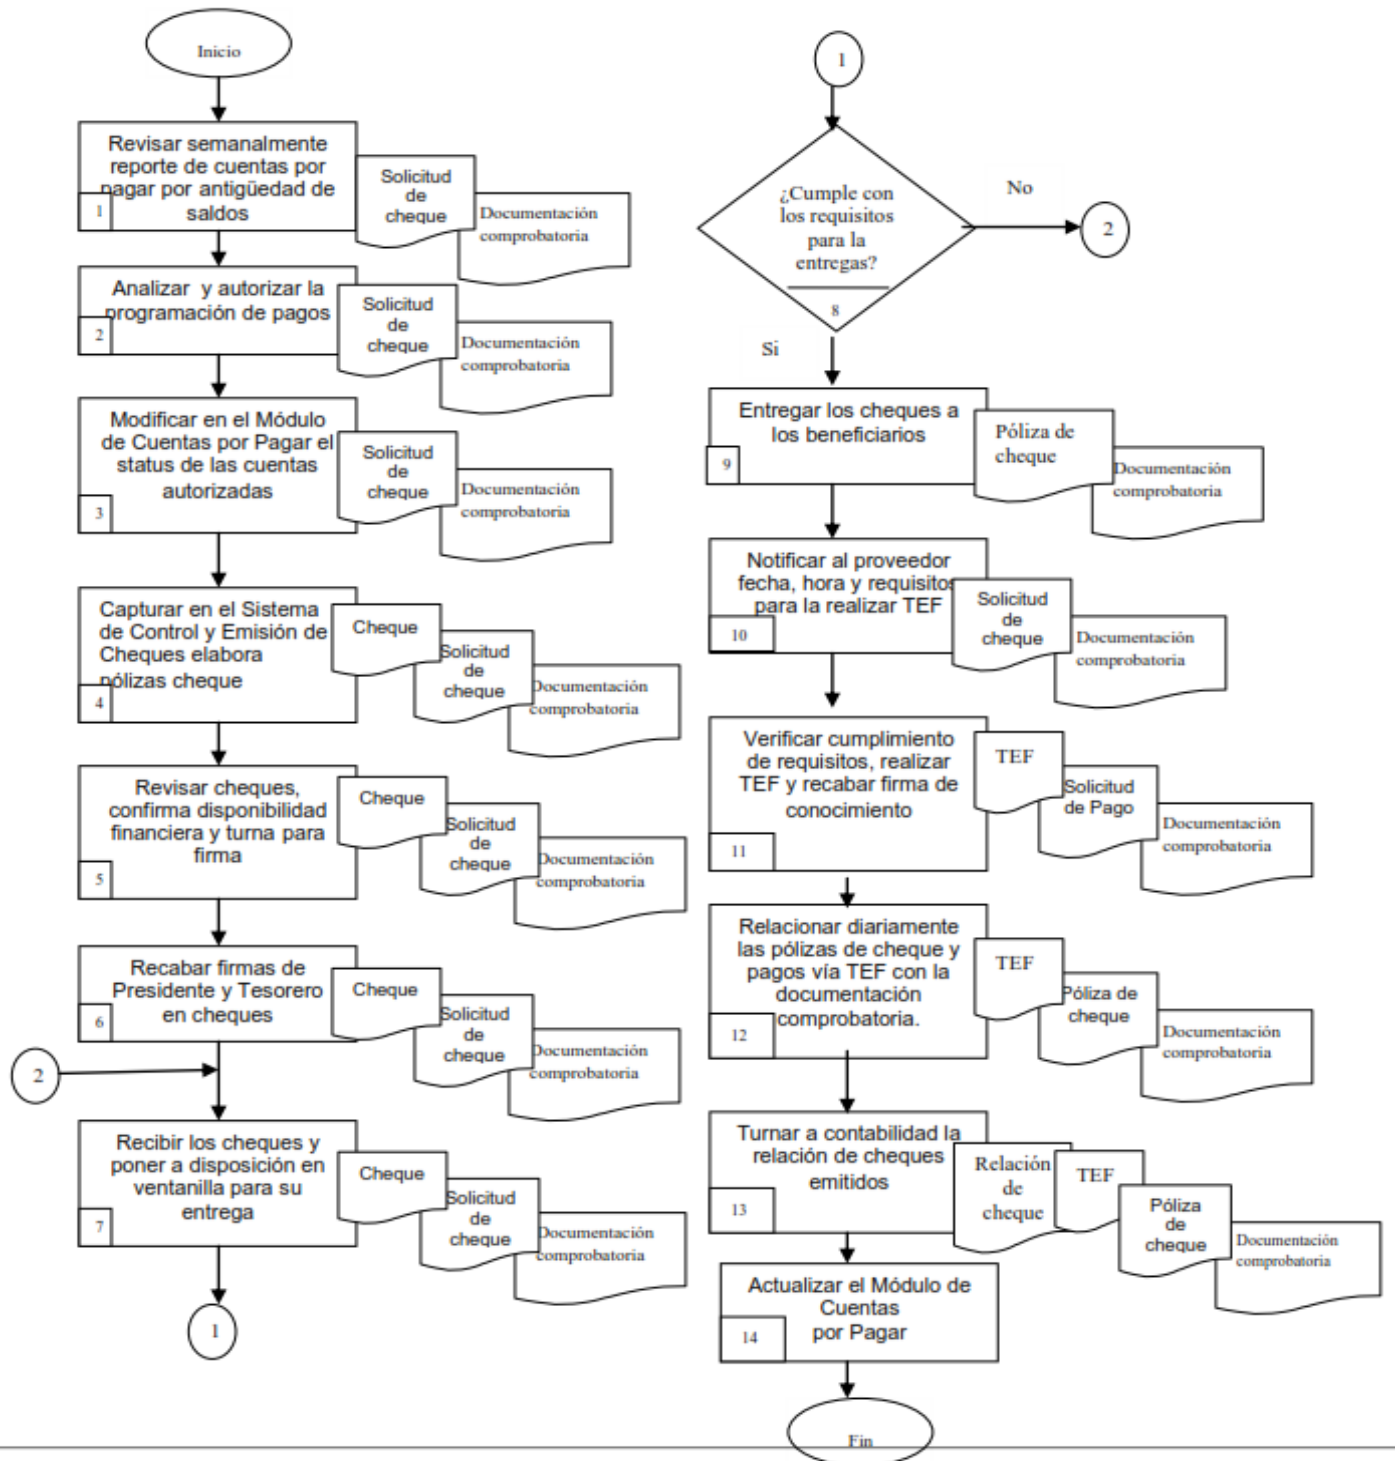 Inicio
Revisar semanalmente
reporte de cuentas por
pagar por antigüedad de
saldos
1
Solicitud
de
cheque
Documentación
comprobatoria
Analizar y autorizar la
programación de pagos
2
Solicitud
de
cheque
Documentación
comprobatoria
Modificar en el Módulo
de Cuentas por Pagar el
status de las cuentas
autorizadas
3
Solicitud
de
cheque
Documentación
comprobatoria
Capturar en el Sistema
de Control y Emisión de
Cheques elabora
pólizas cheque
4
Cheque
Solicitud
de
cheque
Documentación
comprobatoria
Revisar cheques,
confirma disponibilidad
financiera y turna para
firma
5
Cheque
Solicitud
de
cheque
Documentación
comprobatoria
Recabar firmas de
Presidente y Tesorero
en cheques
6
Cheque
Solicitud
de
cheque
Documentación
comprobatoria
2
Recibir los cheques y
poner a disposición en
ventanilla para su
entrega
7
Cheque
Solicitud
de
cheque
Documentación
comprobatoria
1
1
¿Cumple con
los requisitos
para la
entregas?
8
No
2
Si
Entregar los cheques a
los beneficiarios
9
Póliza de
cheque
Documentación
comprobatoria
Notificar al proveedor
fecha, hora y requisitos
para la realizar TEF
10
Solicitud
de
cheque
Documentación
comprobatoria
Verificar cumplimiento
de requisitos, realizar
TEF y recabar firma de
conocimiento
11
TEF
Solicitud
de Pago
Documentación
comprobatoria
Relacionar diariamente
las pólizas de cheque y
pagos vía TEF con la
documentación
comprobatoria.
12
TEF
Póliza de
cheque
Documentación
comprobatoria
Turnar a contabilidad la
relación de cheques
emitidos
13
Relación
de
cheque
TEF
Póliza
de
cheque
Documentación
comprobatoria
Actualizar el Módulo de
Cuentas
por Pagar
14
Fin